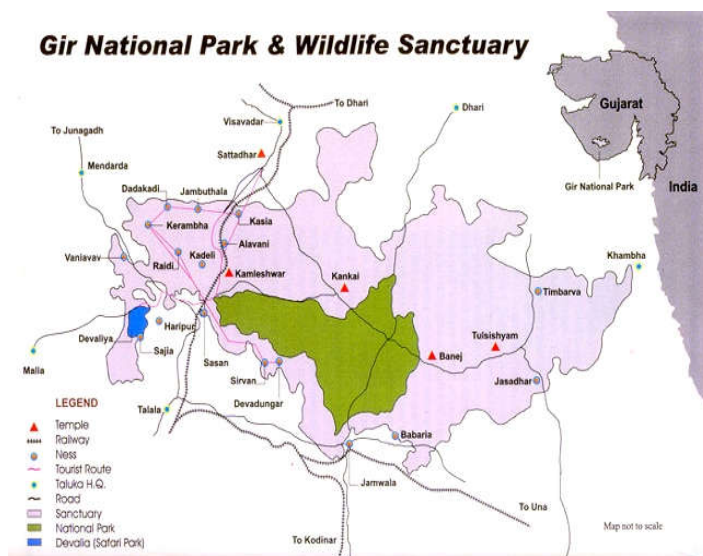 Gir National Park & Wildlife Sanctuary
To Dhari
Visavadar
Dhari
Gujarat
To Junagadh
Sattadhar
Mendarda
Gir National Park
India
Dadakadi
Jambuthala
Kerambha
Kasia
Alavani
Vaniavav
Raidi
Kadeli
Kamleshwar
Kankai
Khambha
Timbarva
Devaliya
Haripur
Sajia
Sasan
Tulsishyam
Banej
Malia
Sirvan
Jasadhar
Devadungar
Talala
Babaria
Jamwala
To Una
To Kodinar
Map not to scale
LEGEND
Temple
Railway
Ness
Tourist Route
Taluka H.Q.
Road
Sanctuary
National Park
Devalia (Safari Park)